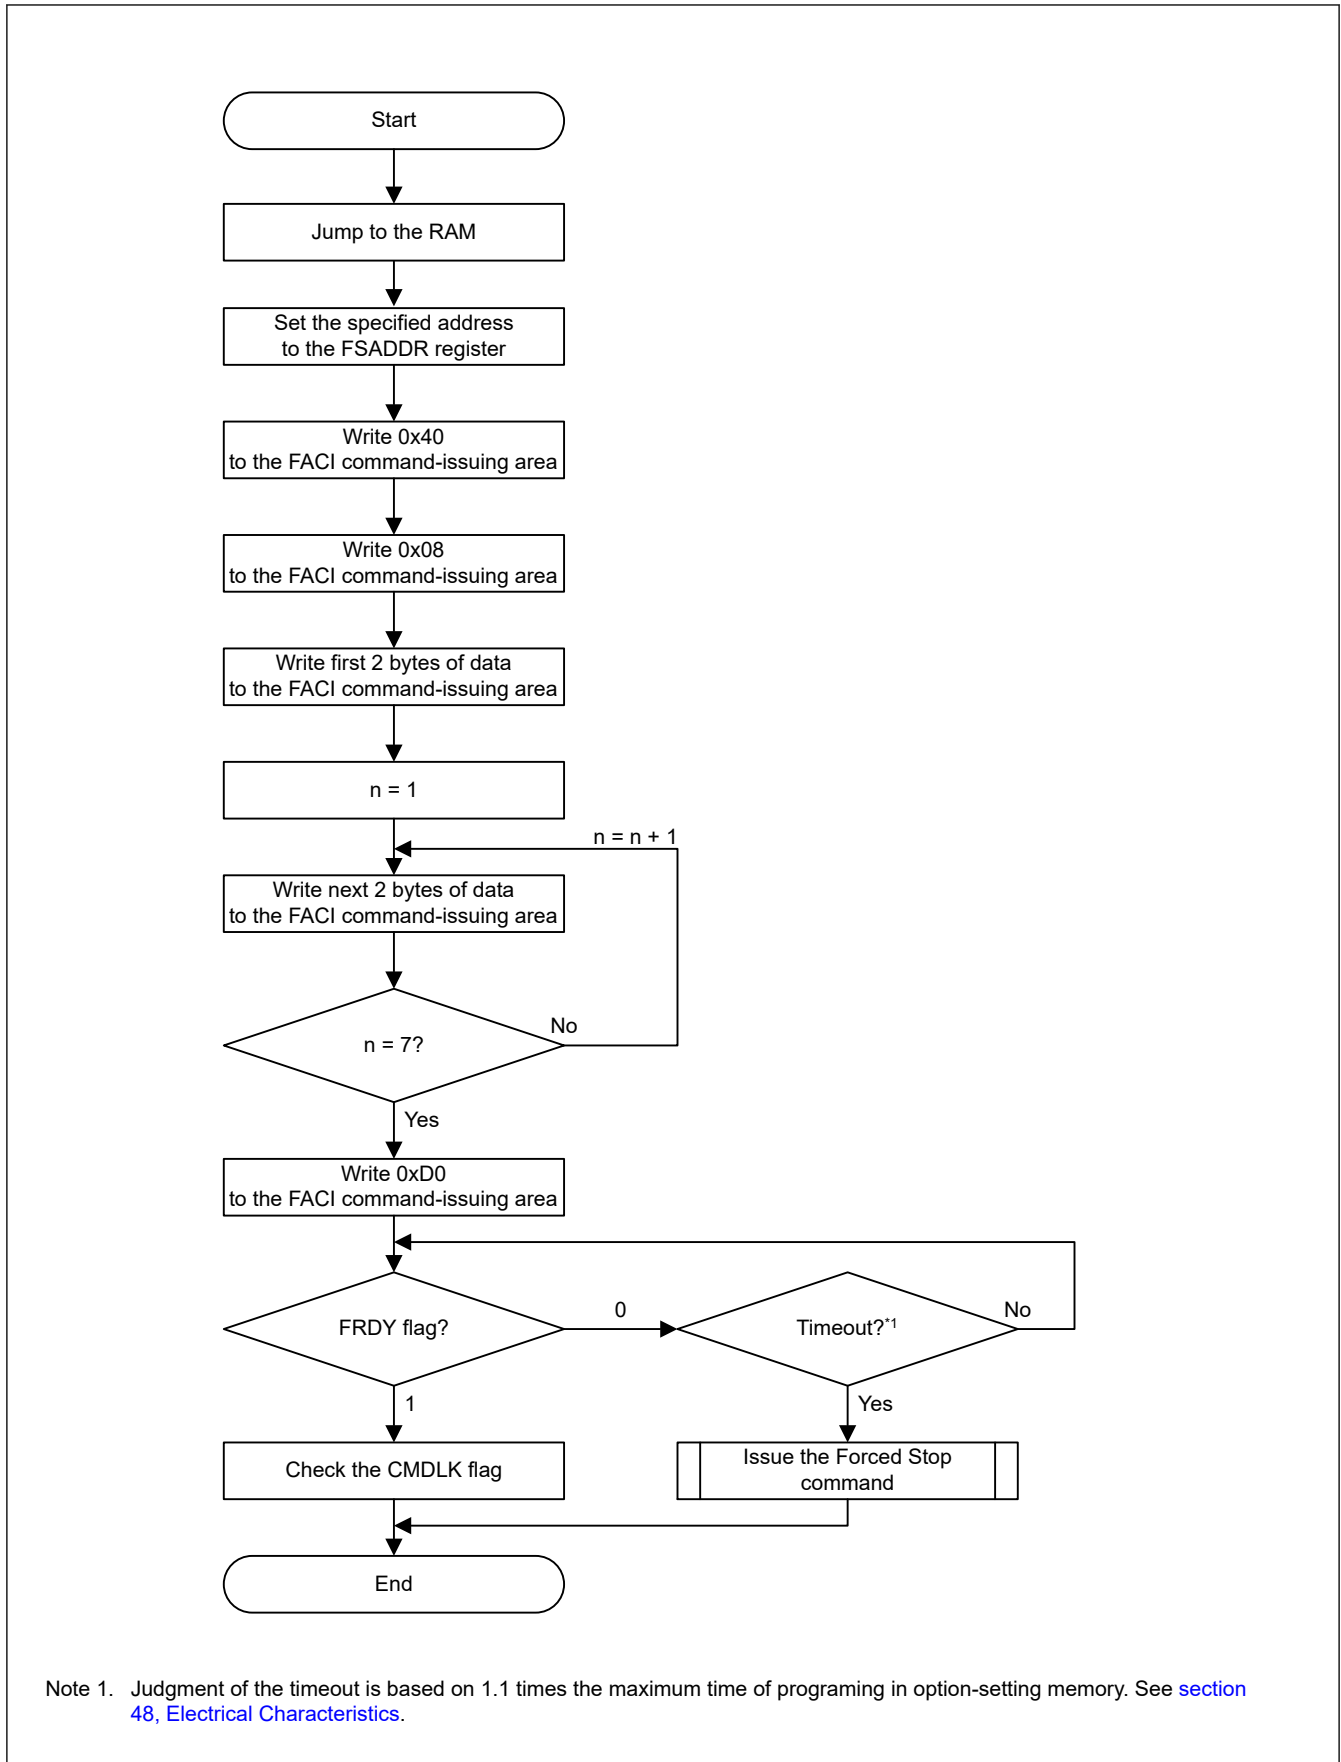 Start
Jump to the RAM
Set the specified address
to the FSADDR register
Write 0x40
to the FACI command-issuing area
Write 0x08
to the FACI command-issuing area
Write first 2 bytes of data
to the FACI command-issuing area
n = 1
n = n + 1
Write next 2 bytes of data
to the FACI command-issuing area
n = 7?
No
Yes
Write 0xD0
to the FACI command-issuing area
FRDY flag?
0
Timeout?*1
No
1
Yes
Check the CMDLK flag
Issue the Forced Stop
command
End
Note 1. Judgment of the timeout is based on 1.1 times the maximum time of programing in option-setting memory. See section
48, Electrical Characteristics.